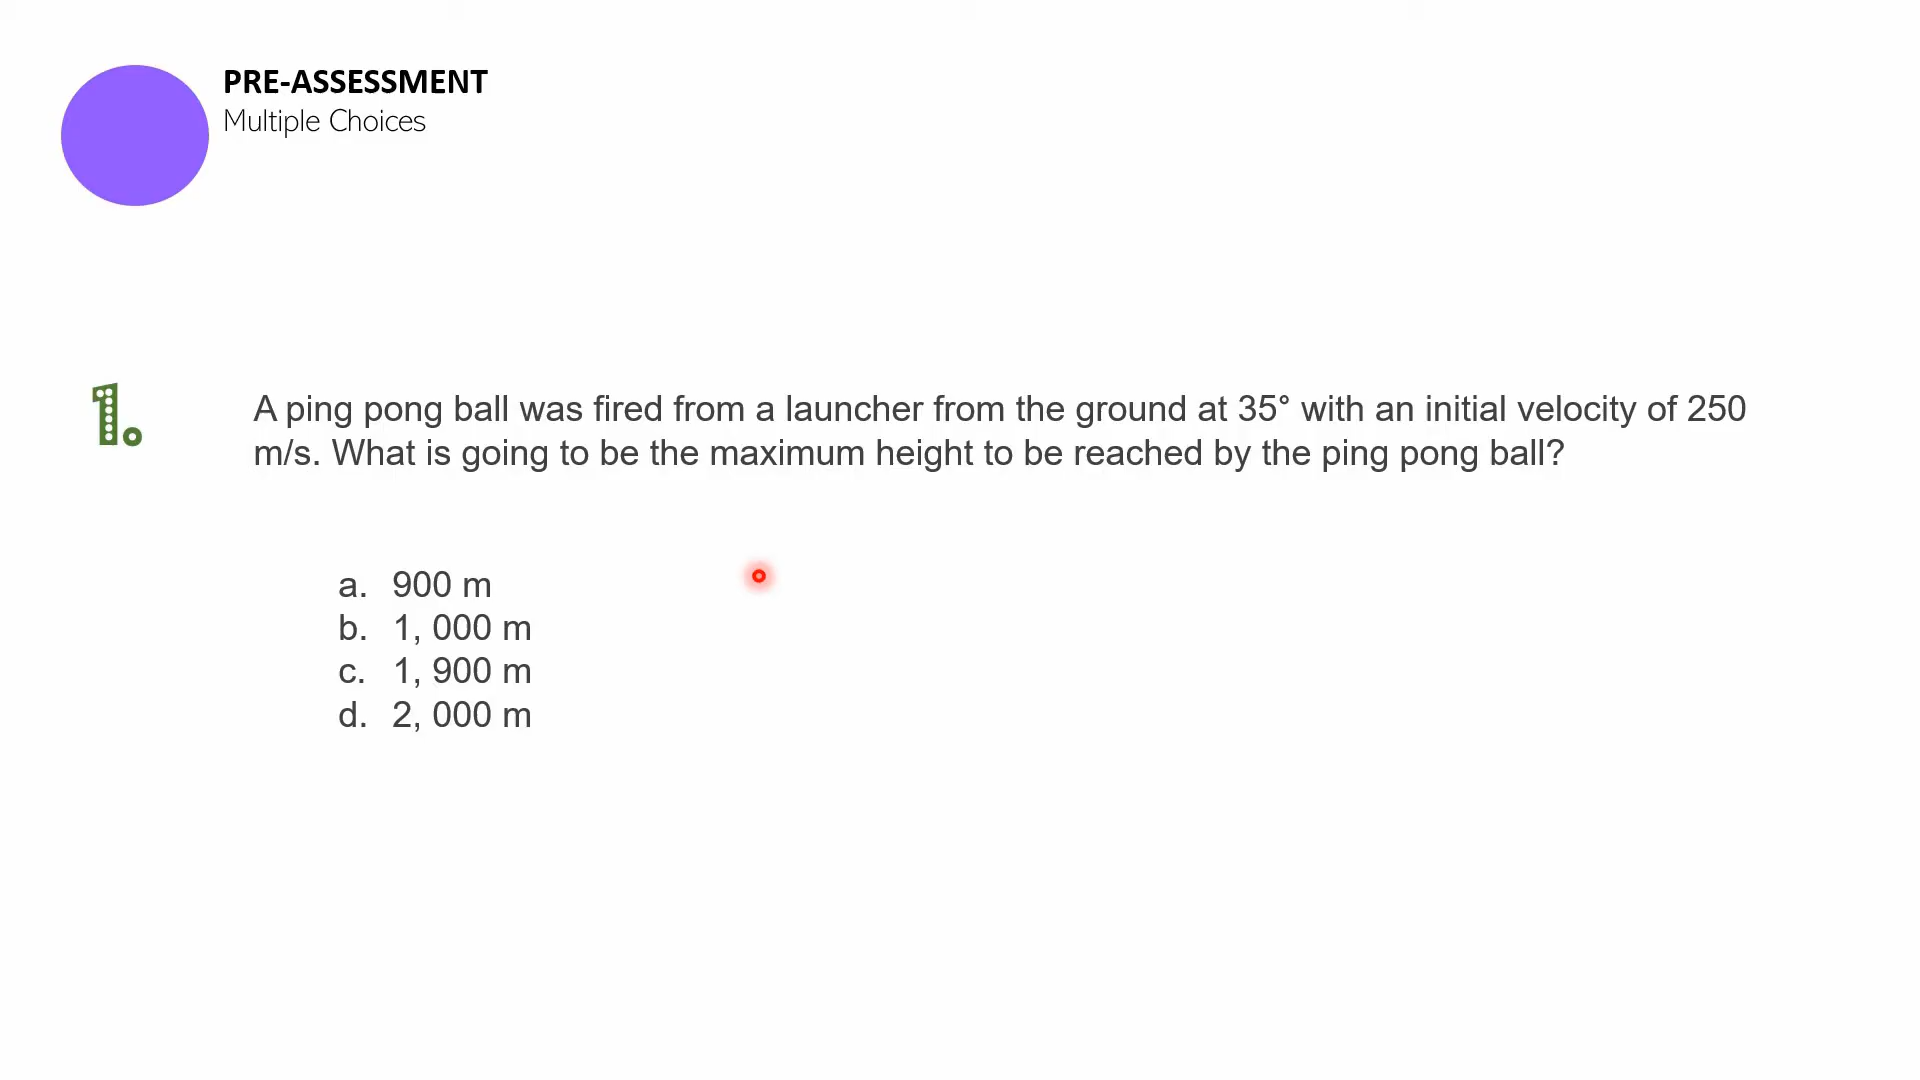 PRE-ASSESSMENT
Multiple Choices
1.
A ping pong ball was fired from a launcher from the ground at 35° with an initial velocity of 250
m/s. What is going to be the maximum height to be reached by the ping pong ball?
a. 900 m
b. 1, 000 m
c. 1, 900 m
d. 2, 000 m